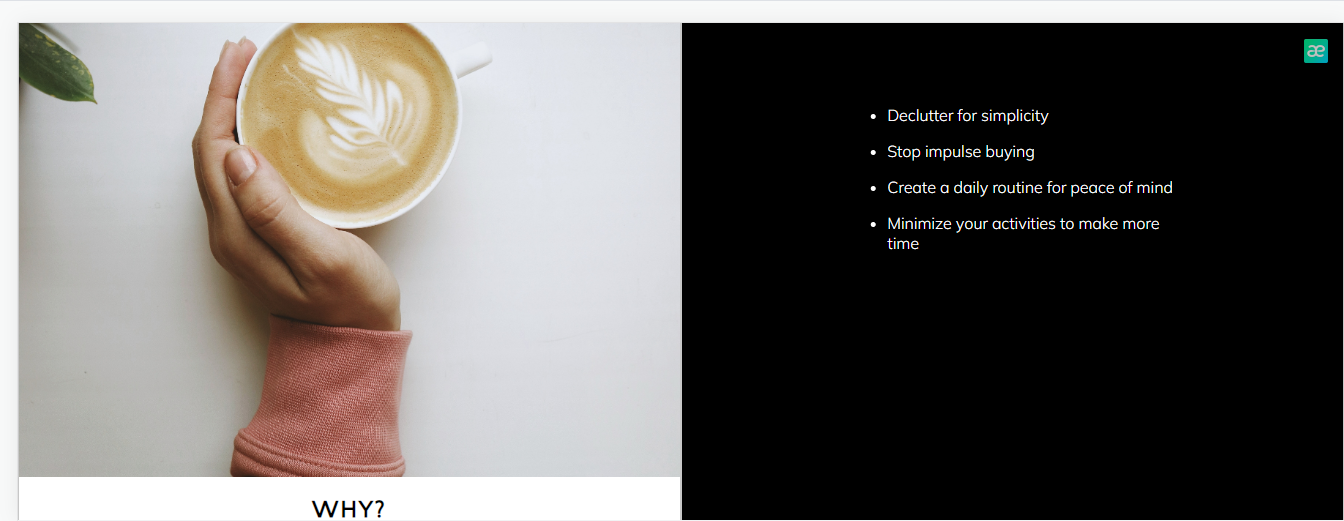 æ
• Declutter for simplicity
• Stop impulse buying
• Create a daily routine for peace of mind
• Minimize your activities to make more
time
WHY?